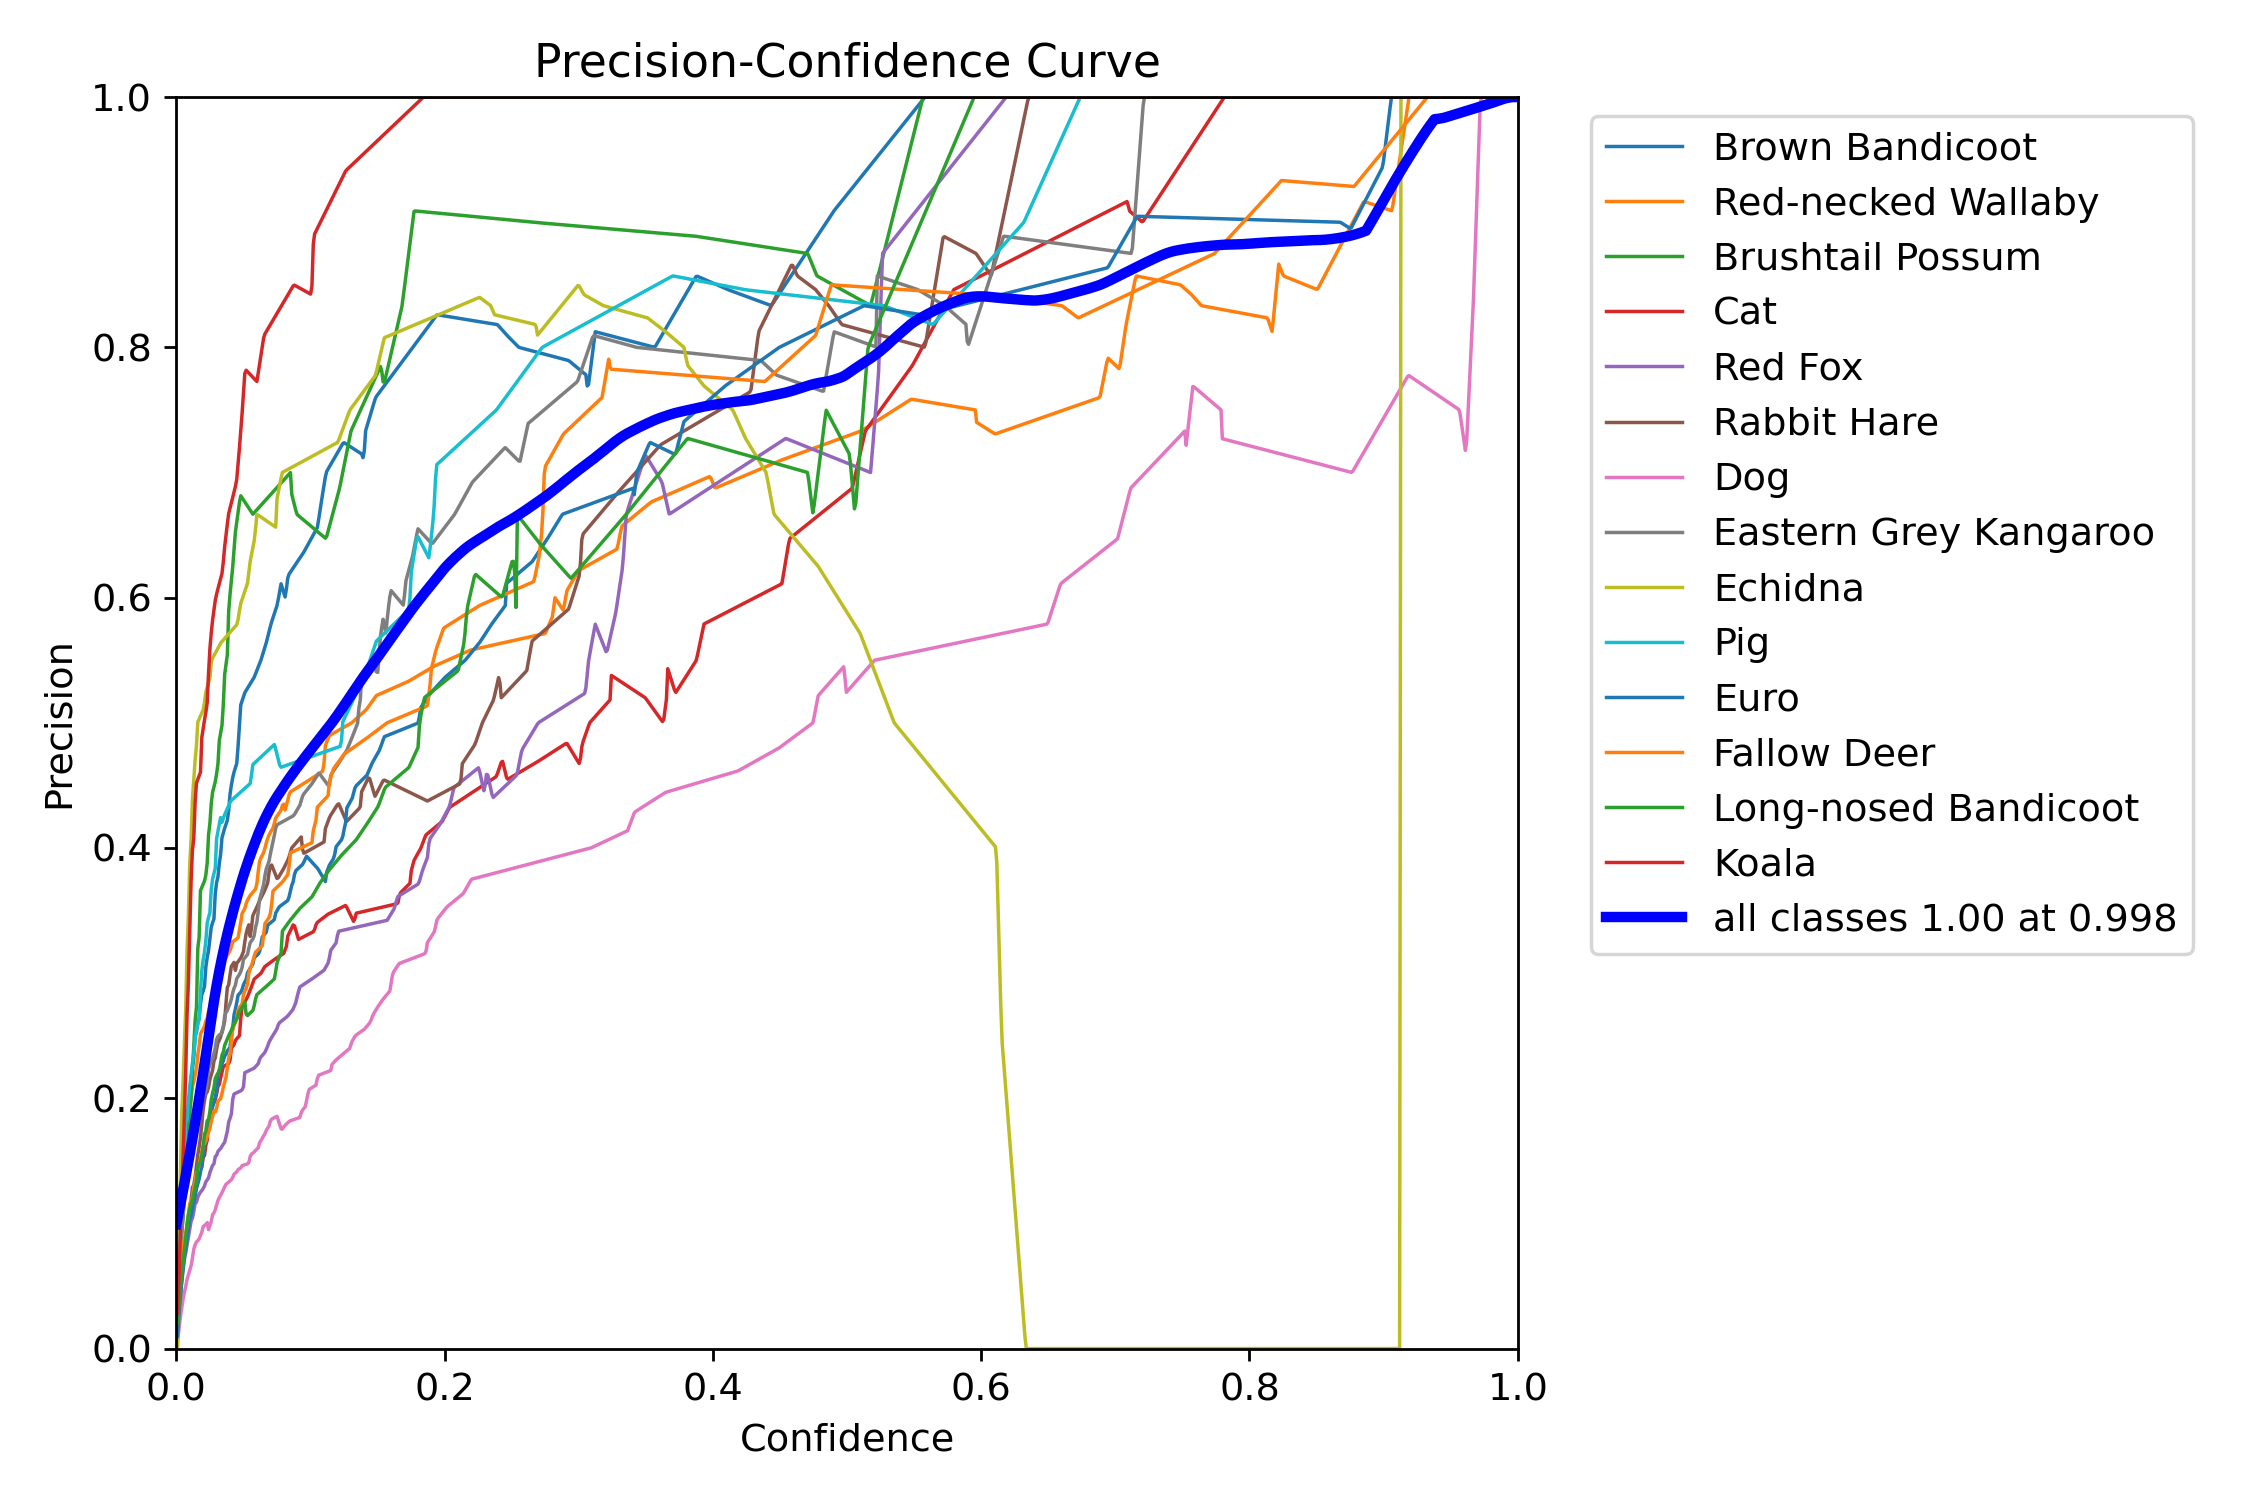 Precision-Confidence Curve
1.0
0.8
0.6
0.4
0.2
0.0
Precision
0.0 0.2 0.4 0.6 0.8 1.0
Confidence
Brown Bandicoot
Red-necked Wallaby
Brushtail Possum
Cat
Red Fox
Rabbit Hare
Dog
Eastern Grey Kangaroo
Echidna
Pig
Euro
Fallow Deer
Long-nosed Bandicoot
Koala
all classes 1.00 at 0.998